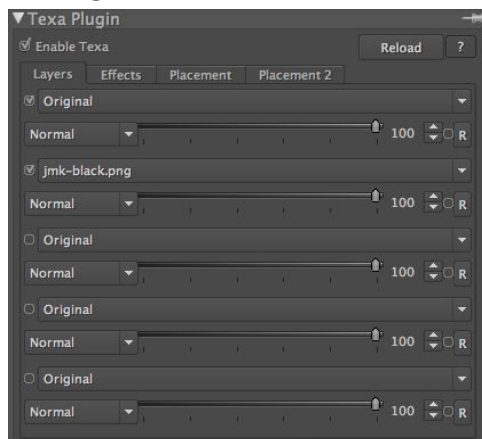 Texa Plugin
Enable Texa Reload ?
Layers Effects Placement Placement 2
Original
Normal 100 R
jmk-black.png
Normal 100 R
Original
Normal 100 R
Original
Normal 100 R
Original
Normal 100 R